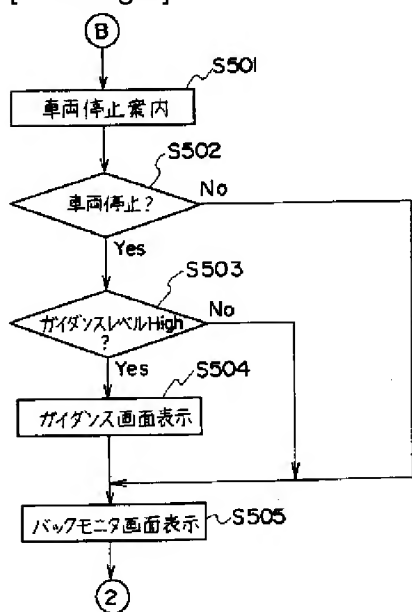 B
S501
車両停止案内
S502
車両停止?
No
Yes
S503
ガイダンスレベルHigh
?
No
Yes
S504
ガイダンス画面表示
バックモニタ画面表示
S505
2